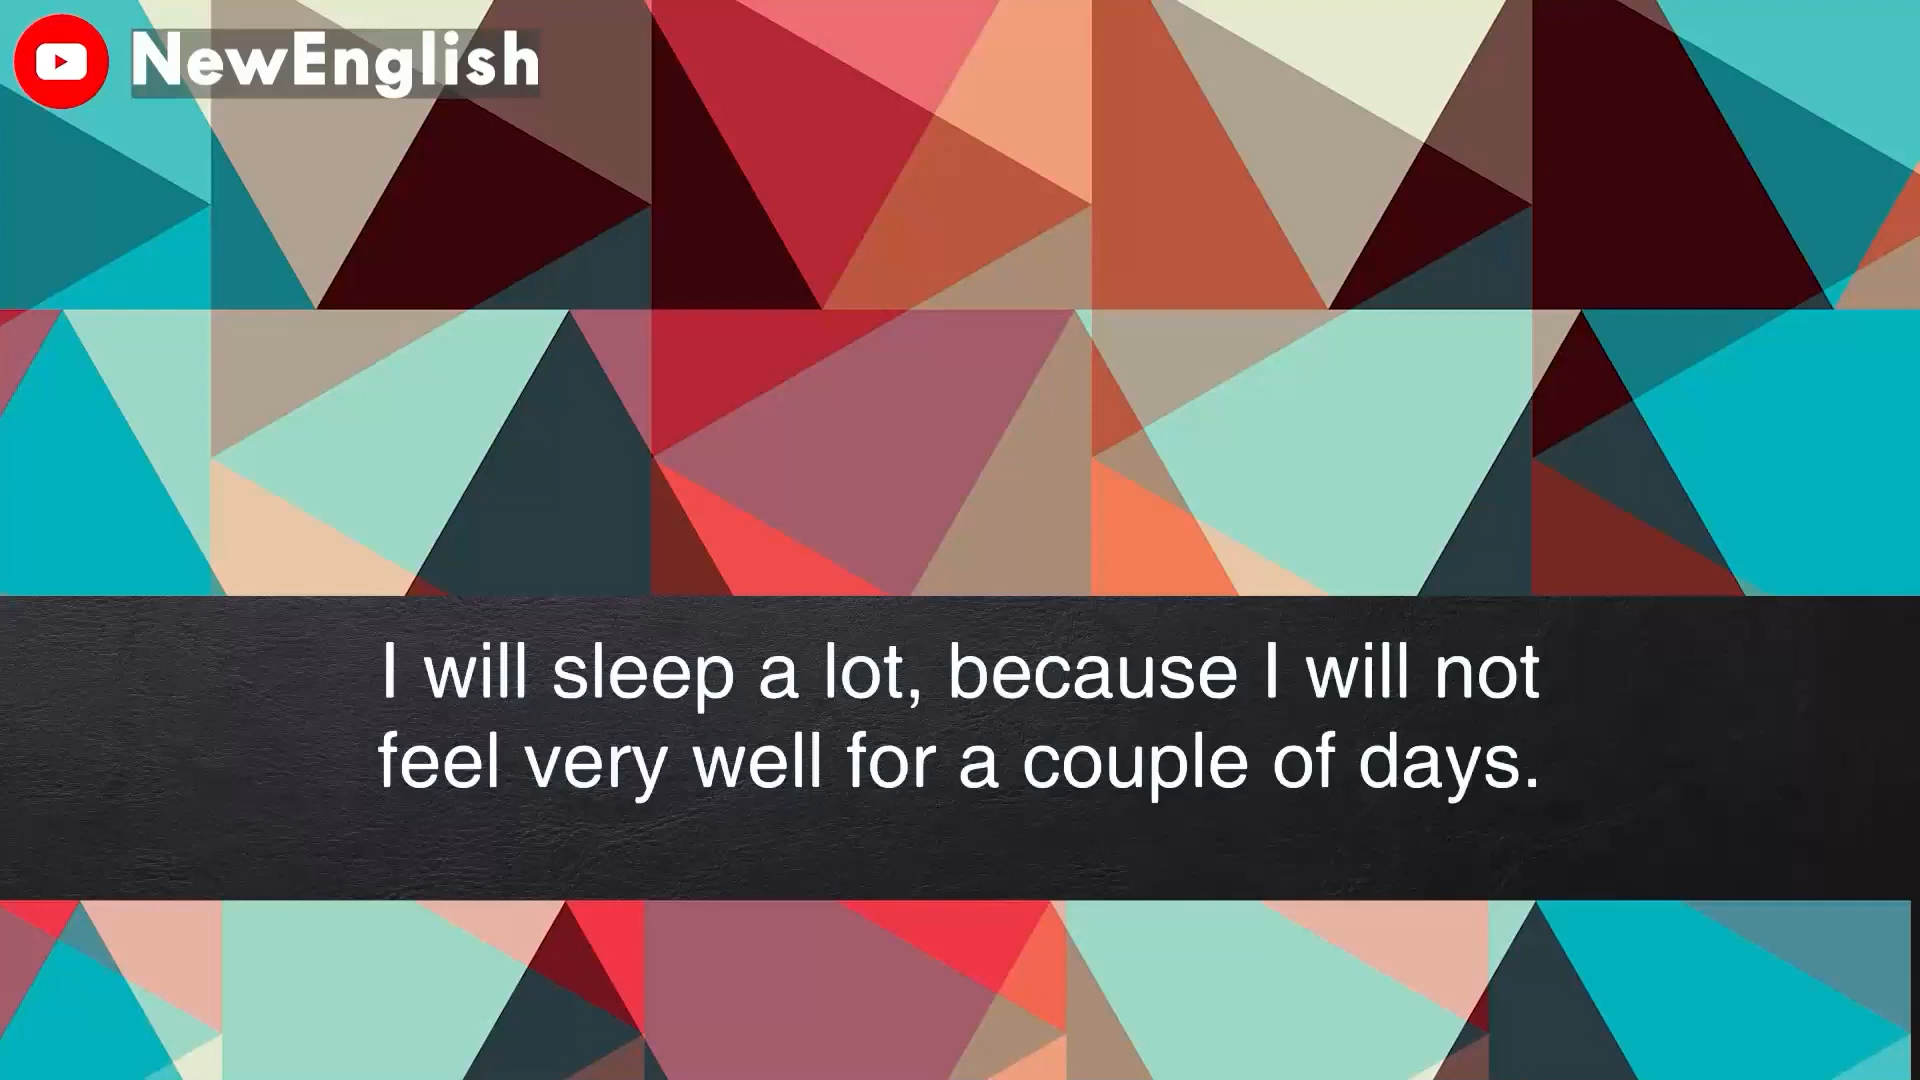 NewEnglish
I will sleep a lot, because I will not
feel very well for a couple of days.